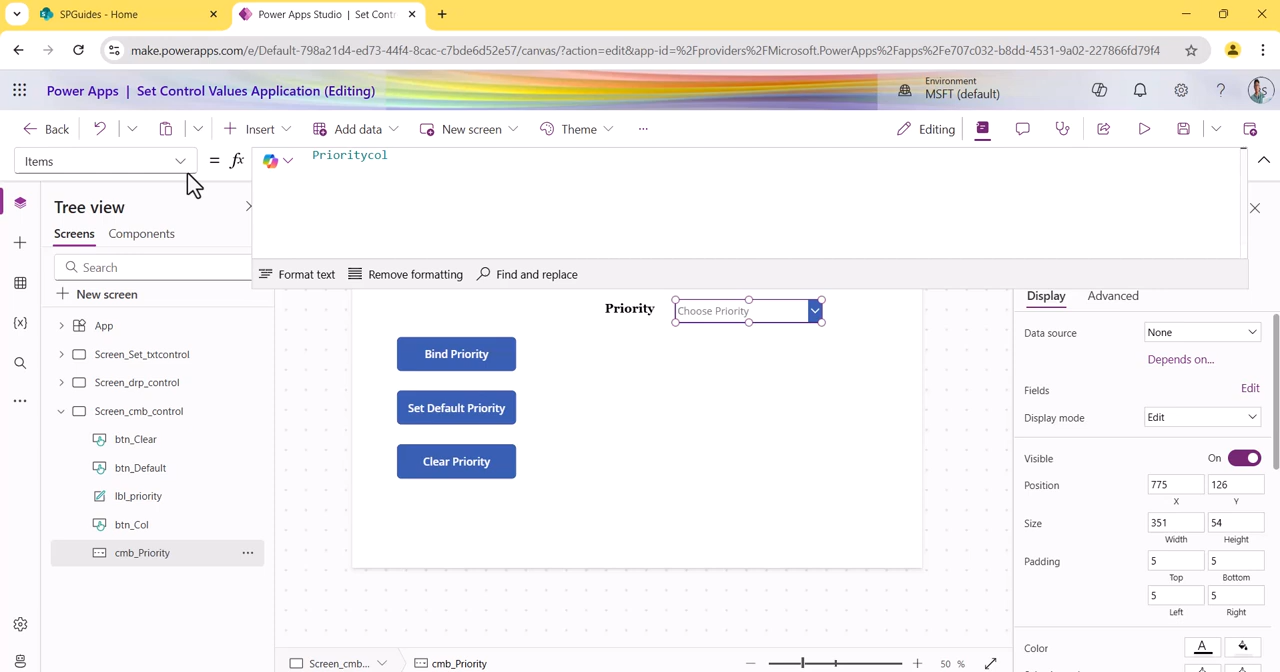 SPGuides - Home
Power Apps Studio | Set Contr
make.powerapps.com/e/Default-798a21d4-ed73-44f4-8cac-c7bde6d52e57/canvas/?action=edit&app-id=%2Fproviders%2FMicrosoft.PowerApps%2Fapps%2Fe707c032-b8dd-4531-9a02-227866fd79f4
Power Apps | Set Control Values Application (Editing)
Environment
MSFT (default)
Back
Insert
Add data
New screen
Theme
Editing
Items
= fx
Prioritycol
Tree view
Screens
Components
Search
New screen
App
Screen_Set_txtcontrol
Screen_drp_control
Screen_cmb_control
btn_Clear
btn_Default
lbl_priority
btn_Col
cmb_Priority
Format text
Remove formatting
Find and replace
Priority
Choose Priority
Bind Priority
Set Default Priority
Clear Priority
Display
Advanced
Data source
None
Depends on...
Fields
Edit
Display mode
Edit
Visible
On
Position
775
126
X
Y
Size
351
54
Width
Height
Padding
5
5
Top
Bottom
5
5
Left
Right
Color
A
Screen_cmb...
cmb_Priority
50 %